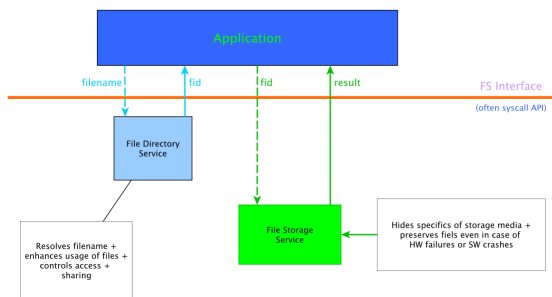 Application
filename
fid
fid
result
FS Interface
(often syscall API)
File Directory
Service
File Storage
Service
Hides specifics of storage media +
preserves fiels even in case of
HW failures or SW crashes
Resolves filename +
enhances usage of files +
controls access +
sharing